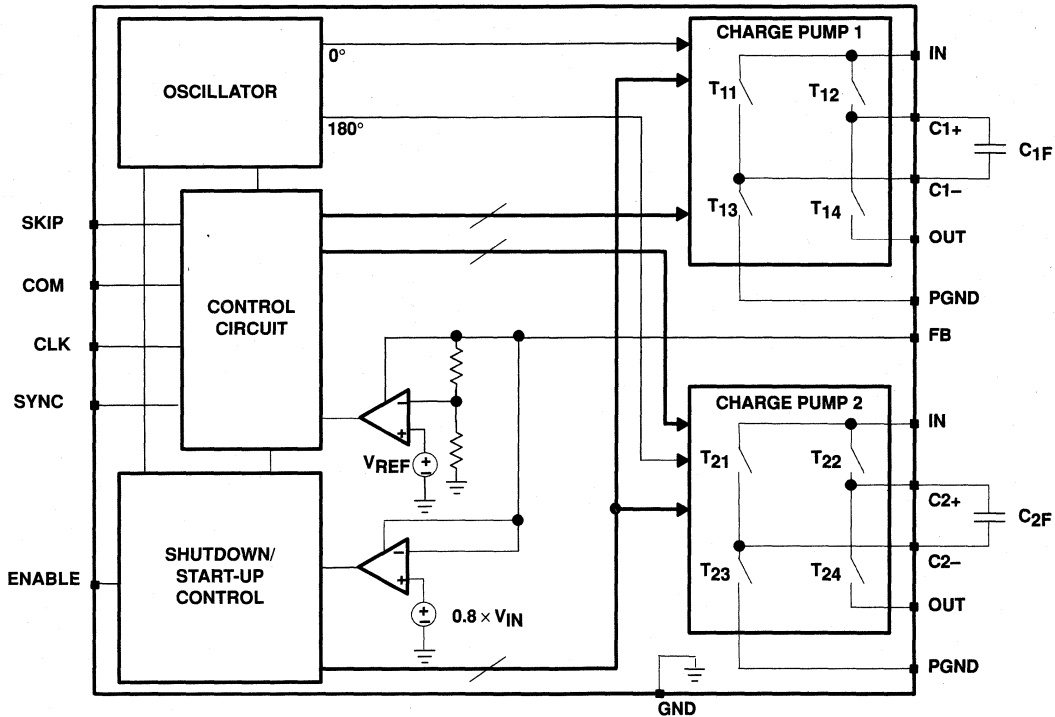 CHARGE PUMP 1
IN
0°
OSCILLATOR
T11
T12
180°
C1+
C1F
C1–
SKIP
T13
T14
OUT
COM
CONTROL
CIRCUIT
PGND
CLK
FB
SYNC
CHARGE PUMP 2
IN
–
+
VREF
+
–
T21
T22
C2+
C2F
SHUTDOWN/
START-UP
CONTROL
–
+
C2–
ENABLE
T23
T24
OUT
+
–
0.8 × VIN
PGND
GND